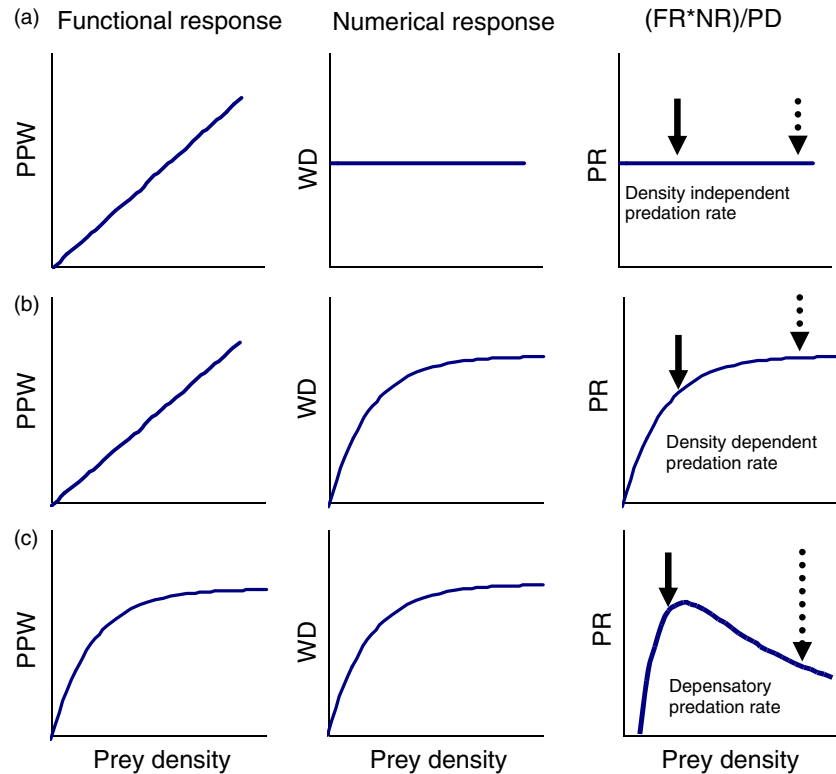 (a) Functional response Numerical response (FR*NR)/PD
PPW WD PR
Density independent
predation rate
(b)
PPW WD PR
Density dependent
predation rate
(c)
PPW WD PR
Depensatory
predation rate
Prey density Prey density Prey density